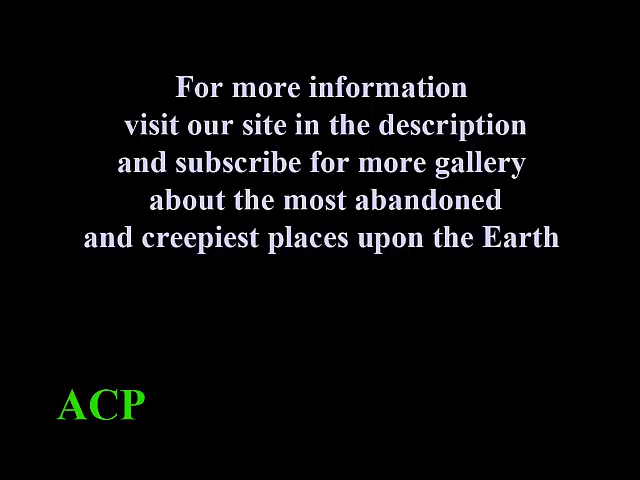 For more information
visit our site in the description
and subscribe for more gallery
about the most abandoned
and creepiest places upon the Earth
ACP